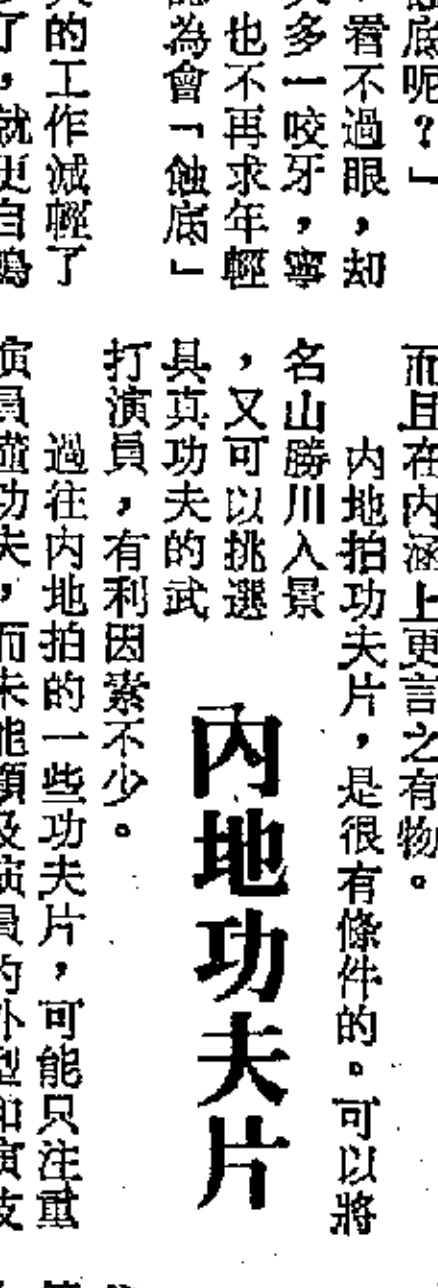 蝕底呢？」
看不過眼，却
多一咬牙，寧
也不再求年輕
為會「蝕底」
的工作減輕了
了，就更自鳴
而且在內涵上更言之有物。
內地拍功夫片，是很有條件的。可以將
名山勝川入景
，又可以挑選
具真功夫的武
打演員，有利因素不少。
內地功夫片
過往內地拍的一些功夫片，可能只注重
演員懂功夫，而未能顧及演員的外型和演技